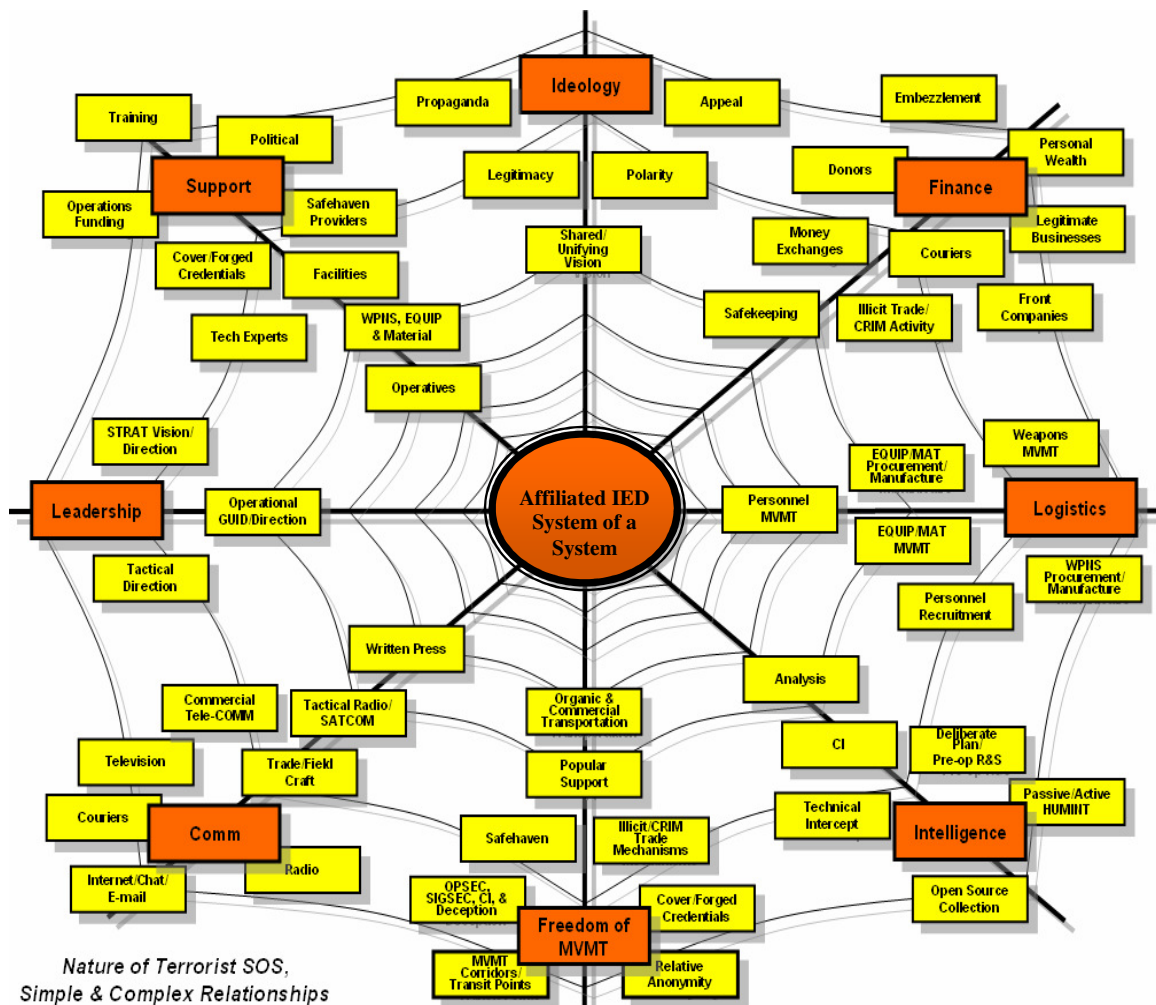 Ideology
Propaganda
Appeal
Embezzlement
Training
Political
Personal
Wealth
Legitimacy
Polarity
Donors
Support
Finance
Operations
Funding
Safehaven
Providers
Legitimate
Businesses
Shared/
Unifying
Vision
Money
Exchanges
Couriers
Cover/Forged
Credentials
Facilities
Safekeeping
Illicit Trade/
CRIM Activity
Front
Companies
Tech Experts
WPNS, EQUIP
& Material
Operatives
STRAT Vision/
Direction
Weapons
MVMT
EQUIP/MAT
Procurement/
Manufacture
Leadership
Operational
GUID/Direction
Affiliated IED
System of a
System
Personnel
MVMT
Logistics
EQUIP/MAT
MVMT
Tactical
Direction
WPNS
Procurement/
Manufacture
Personnel
Recruitment
Written Press
Analysis
Commercial
Tele-COMM
Tactical Radio/
SATCOM
Organic &
Commercial
Transportation
CI
Deliberate
Plan/
Pre-op R&S
Television
Trade/Field
Craft
Popular
Support
Passive/Active
HUMINT
Couriers
Comm
Safehaven
Illicit/CRIM
Trade
Mechanisms
Technical
Intercept
Intelligence
Radio
Internet/Chat/
E-mail
OPSEC,
SIGSEC, CI, &
Deception
Cover/Forged
Credentials
Open Source
Collection
Freedom of
MVMT
MVMT
Corridors/
Transit Points
Relative
Anonymity
Nature of Terrorist SOS,
Simple & Complex Relationships